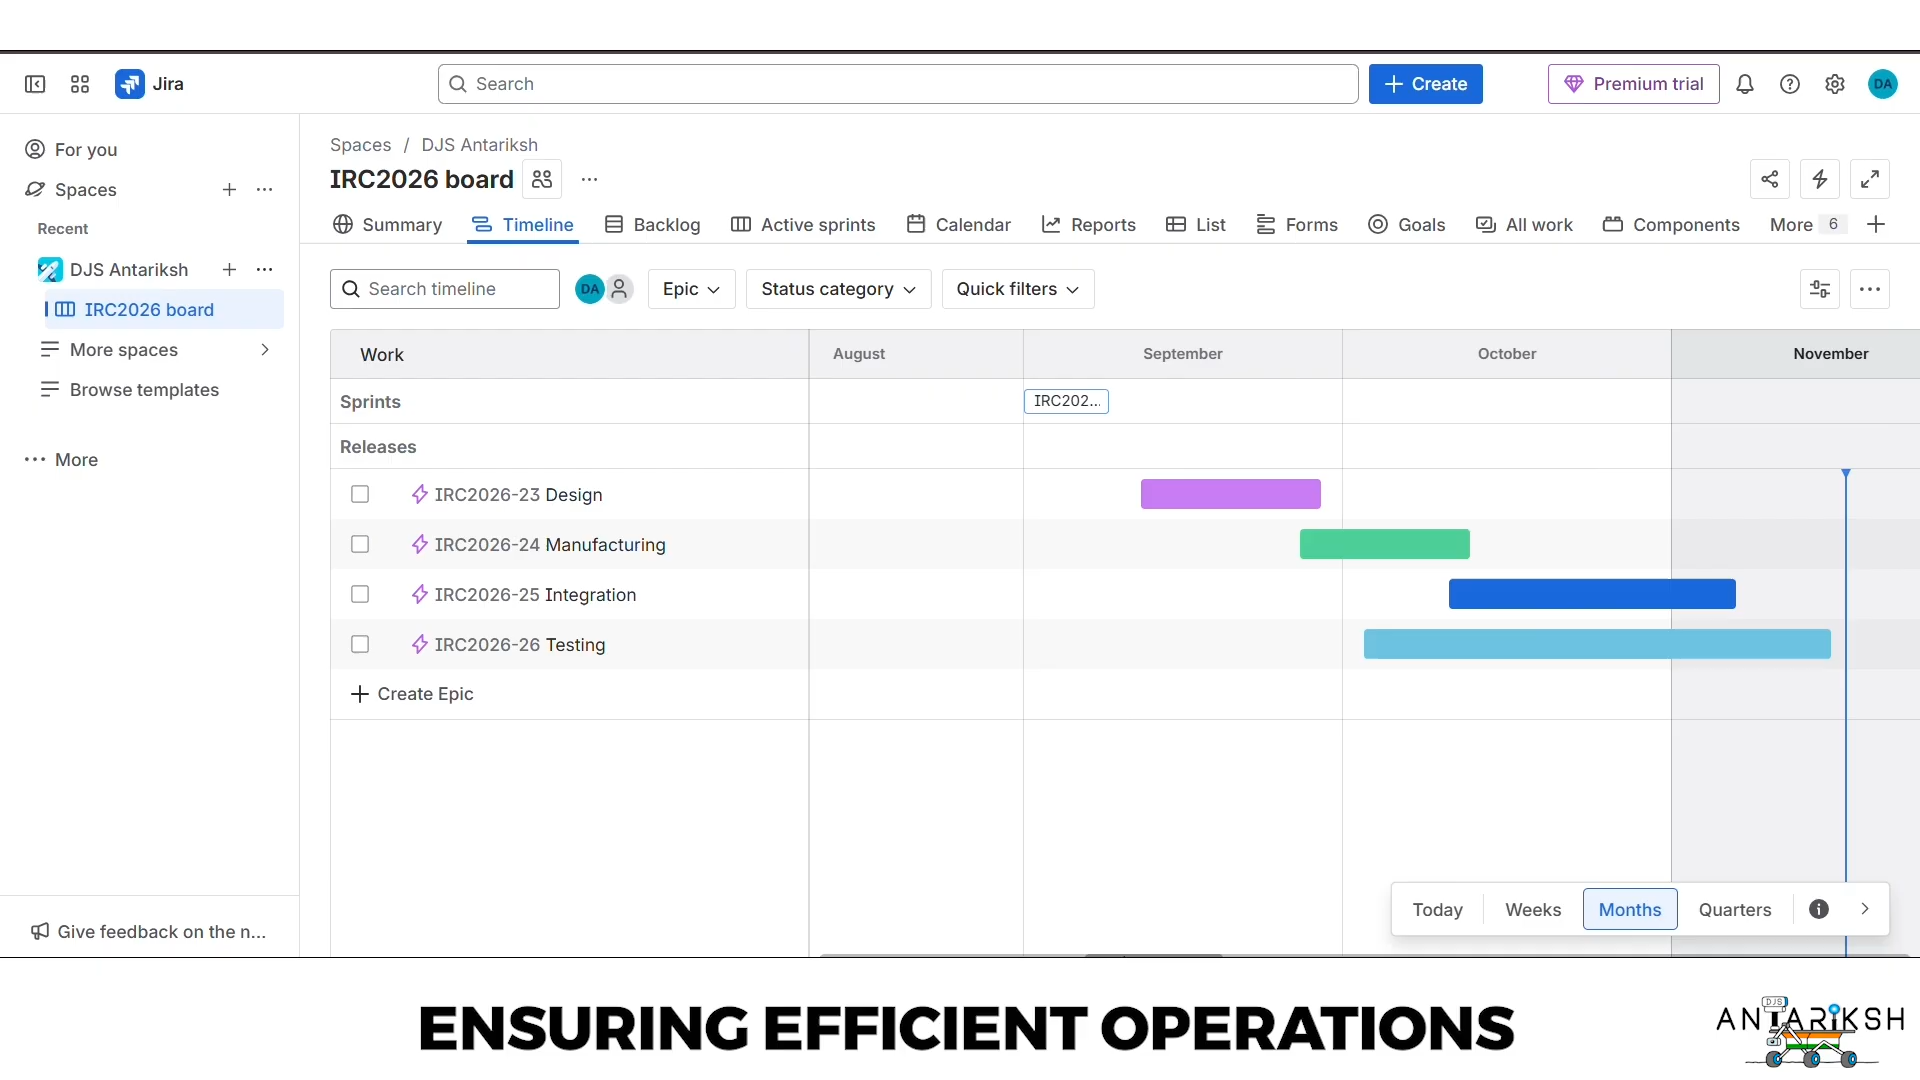 Jira
Search
Create
Premium trial
DA
For you
Spaces
Recent
DJS Antariksh
IRC2026 board
More spaces
Browse templates
More
Give feedback on the n...
Spaces / DJS Antariksh
IRC2026 board
Summary Timeline Backlog Active sprints Calendar Reports List Forms Goals All work Components More 6
Search timeline DA Epic Status category Quick filters
Work August September October November
Sprints IRC202...
Releases
IRC2026-23 Design
IRC2026-24 Manufacturing
IRC2026-25 Integration
IRC2026-26 Testing
Create Epic
Today Weeks Months Quarters
ENSURING EFFICIENT OPERATIONS
DJS
ANTARIKSH